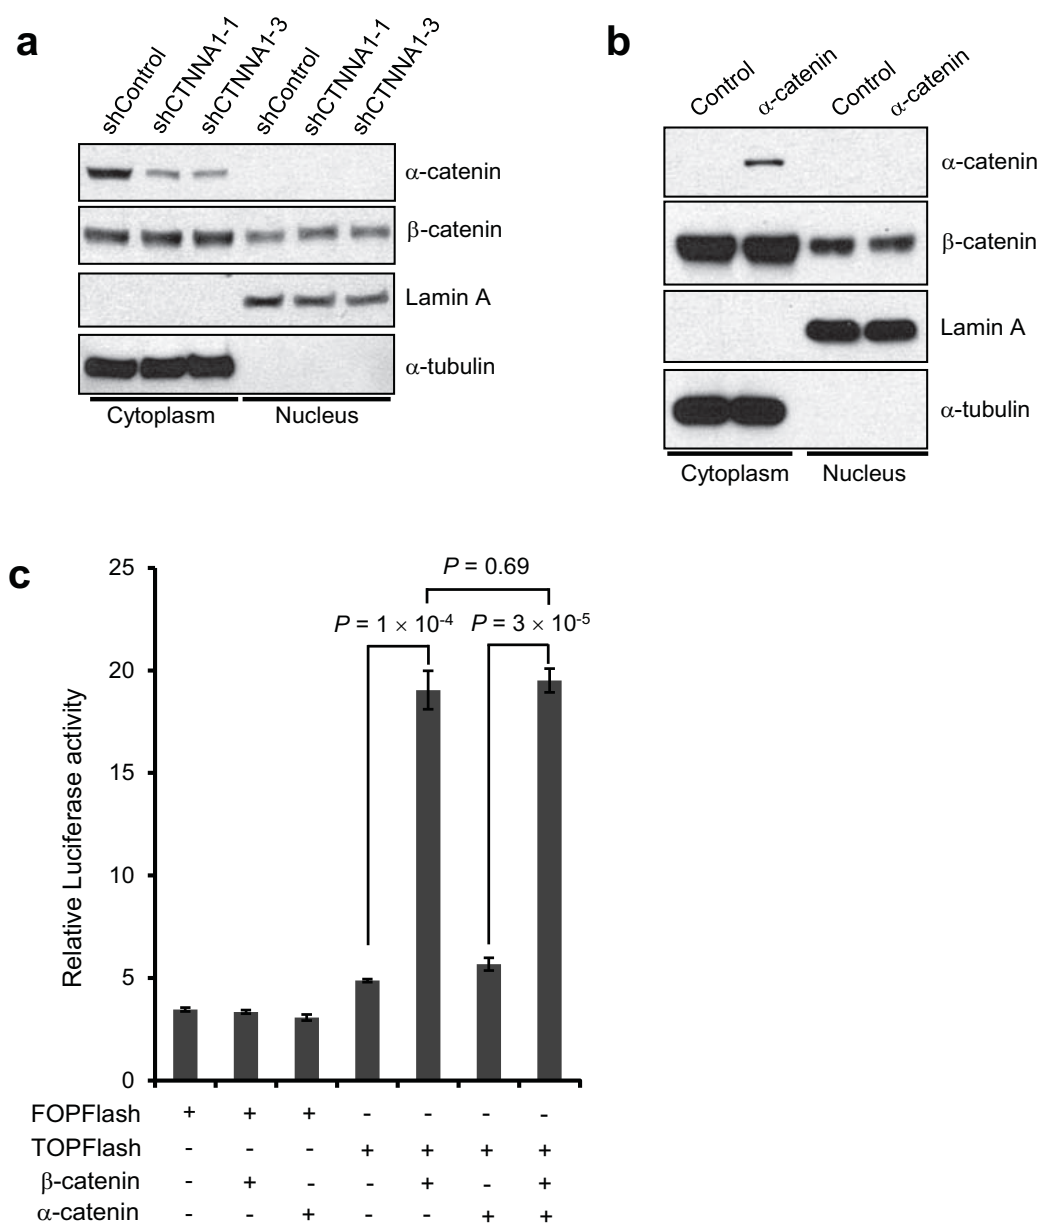 a
shControl
shCTNNA1-1
shCTNNA1-3
shControl
shCTNNA1-1
shCTNNA1-3
α-catenin
β-catenin
Lamin A
α-tubulin
Cytoplasm Nucleus
b
Control
α-catenin
Control
α-catenin
α-catenin
β-catenin
Lamin A
α-tubulin
Cytoplasm Nucleus
c
Relative Luciferase activity
25
20
15
10
5
0
P = 0.69
P = 1 × 10-4 P = 3 × 10-5
FOPFlash + + + - - - -
TOPFlash - - - + + + +
β-catenin - + - - + - +
α-catenin - - + - - + +